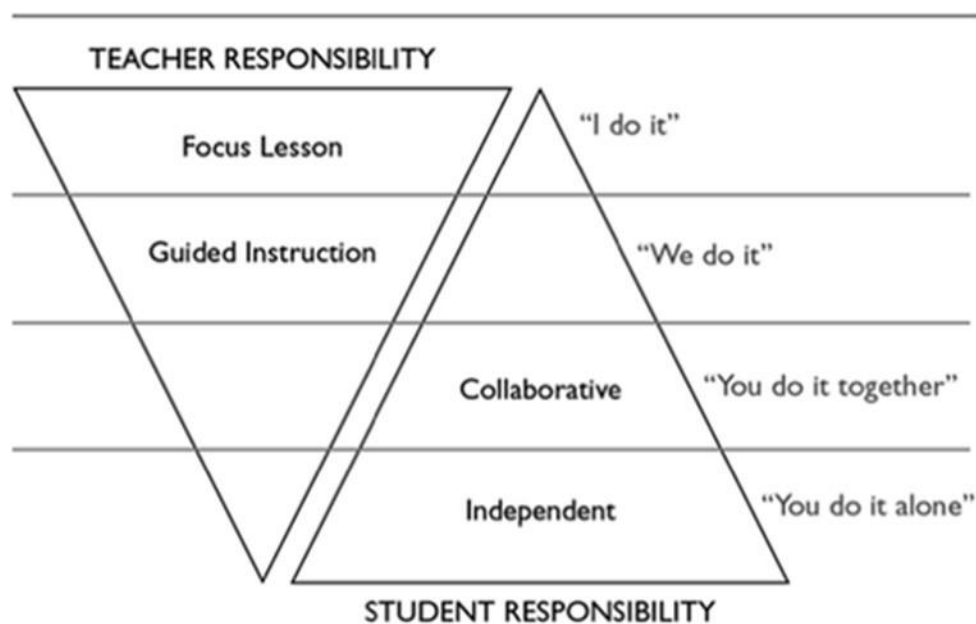 TEACHER RESPONSIBILITY
Focus Lesson
“I do it”
Guided Instruction
“We do it”
Collaborative
“You do it together”
Independent
“You do it alone”
STUDENT RESPONSIBILITY